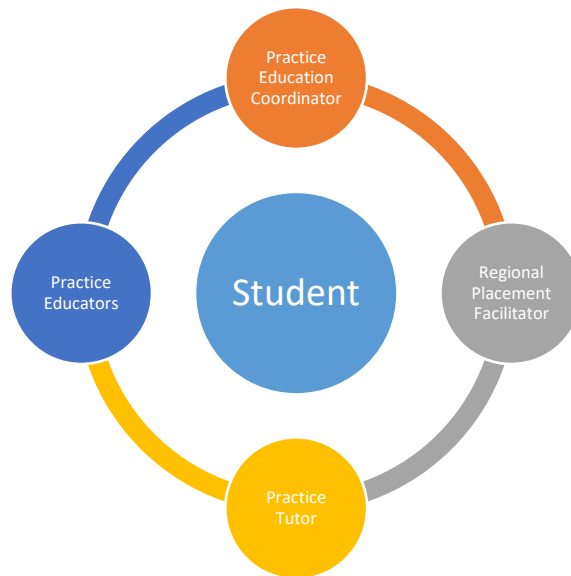 Practice
Education
Coordinator
Practice
Educators
Student
Regional
Placement
Facilitator
Practice
Tutor